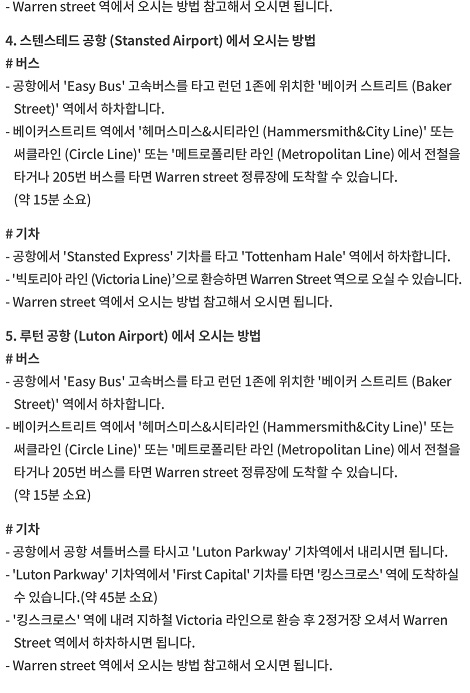 - Warren street 역에서 오시는 방법 참고해서 오시면 됩니다.
4. 스텐스테드 공항 (Stansted Airport) 에서 오시는 방법
# 버스
- 공항에서 'Easy Bus' 고속버스를 타고 런던 1존에 위치한 '베이커 스트리트 (Baker
Street)' 역에서 하차합니다.
- 베이커스트리트 역에서 '헤머스미스&시티라인 (Hammersmith&City Line)' 또는
써클라인 (Circle Line)' 또는 '메트로폴리탄 라인 (Metropolitan Line) 에서 전철을
타거나 205번 버스를 타면 Warren street 정류장에 도착할 수 있습니다.
(약 15분 소요)
# 기차
- 공항에서 'Stansted Express' 기차를 타고 'Tottenham Hale' 역에서 하차합니다.
- '빅토리아 라인 (Victoria Line)'으로 환승하면 Warren Street 역으로 오실 수 있습니다.
- Warren street 역에서 오시는 방법 참고해서 오시면 됩니다.
5. 루턴 공항 (Luton Airport) 에서 오시는 방법
# 버스
- 공항에서 'Easy Bus' 고속버스를 타고 런던 1존에 위치한 '베이커 스트리트 (Baker
Street)' 역에서 하차합니다.
- 베이커스트리트 역에서 '헤머스미스&시티라인 (Hammersmith&City Line)' 또는
써클라인 (Circle Line)' 또는 '메트로폴리탄 라인 (Metropolitan Line) 에서 전철을
타거나 205번 버스를 타면 Warren street 정류장에 도착할 수 있습니다.
(약 15분 소요)
# 기차
- 공항에서 공항 셔틀버스를 타시고 'Luton Parkway' 기차역에서 내리시면 됩니다.
- 'Luton Parkway' 기차역에서 'First Capital' 기차를 타면 '킹스크로스' 역에 도착하실
수 있습니다.(약 45분 소요)
- '킹스크로스' 역에 내려 지하철 Victoria 라인으로 환승 후 2정거장 오셔서 Warren
Street 역에서 하차하시면 됩니다.
- Warren street 역에서 오시는 방법 참고해서 오시면 됩니다.